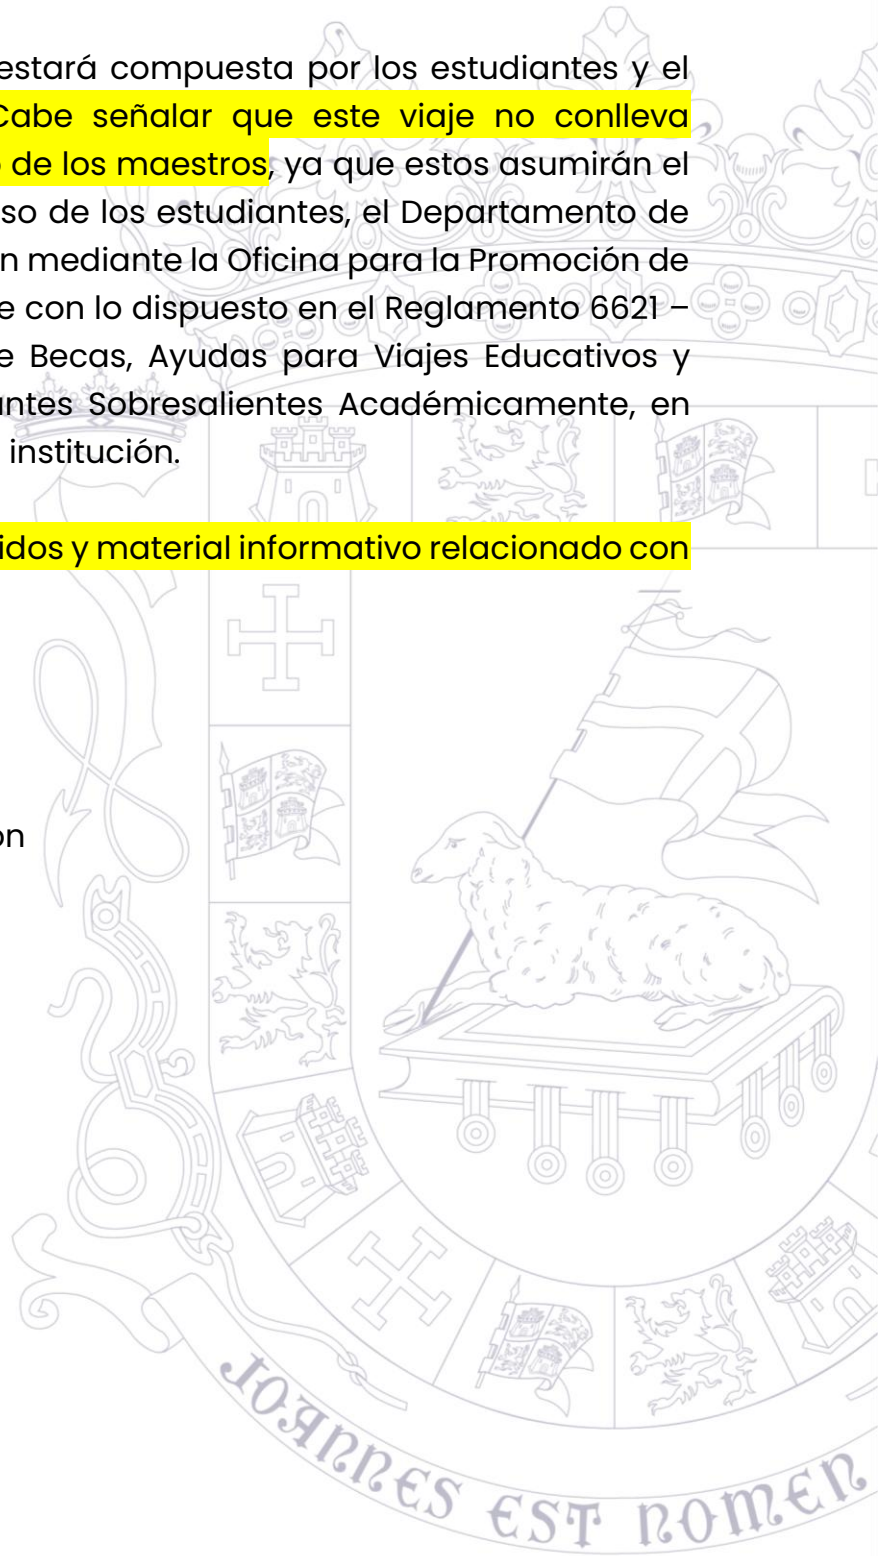 estará compuesta por los estudiantes y el
Cabe señalar que este viaje no conlleva
de los maestros, ya que estos asumirán el
so de los estudiantes, el Departamento de
n mediante la Oficina para la Promoción de
e con lo dispuesto en el Reglamento 6621 –
e Becas, Ayudas para Viajes Educativos y
antes Sobresalientes Académicamente, en
institución.
idos y material informativo relacionado con
ón
JOANNES EST NOMEN